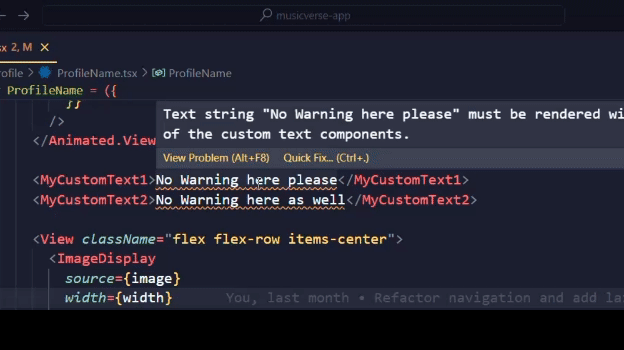 musicverse-app
sx 2, M
ofile > ProfileName.tsx > ProfileName
ProfileName = ({
}}
/>
</Animated.View
Text string "No Warning here please" must be rendered wi
of the custom text components.
View Problem (Alt+F8) Quick Fix... (Ctrl+.)
<MyCustomText1>No Warning here please</MyCustomText1>
<MyCustomText2>No Warning here as well</MyCustomText2>
<View className="flex flex-row items-center">
<ImageDisplay
source={image}
width={width} You, last month • Refactor navigation and add la